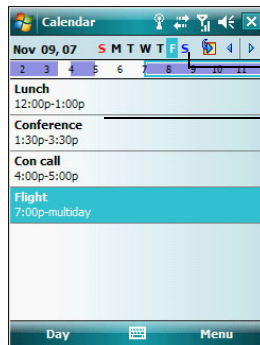 Calendar
Nov 09, 07 S M T W T F S
2 3 4 5 6 7 8 9 10 11
Lunch
12:00p-1:00p
Conference
1:30p-3:30p
Con call
4:00p-5:00p
Flight
7:00p-multiday
Day Menu